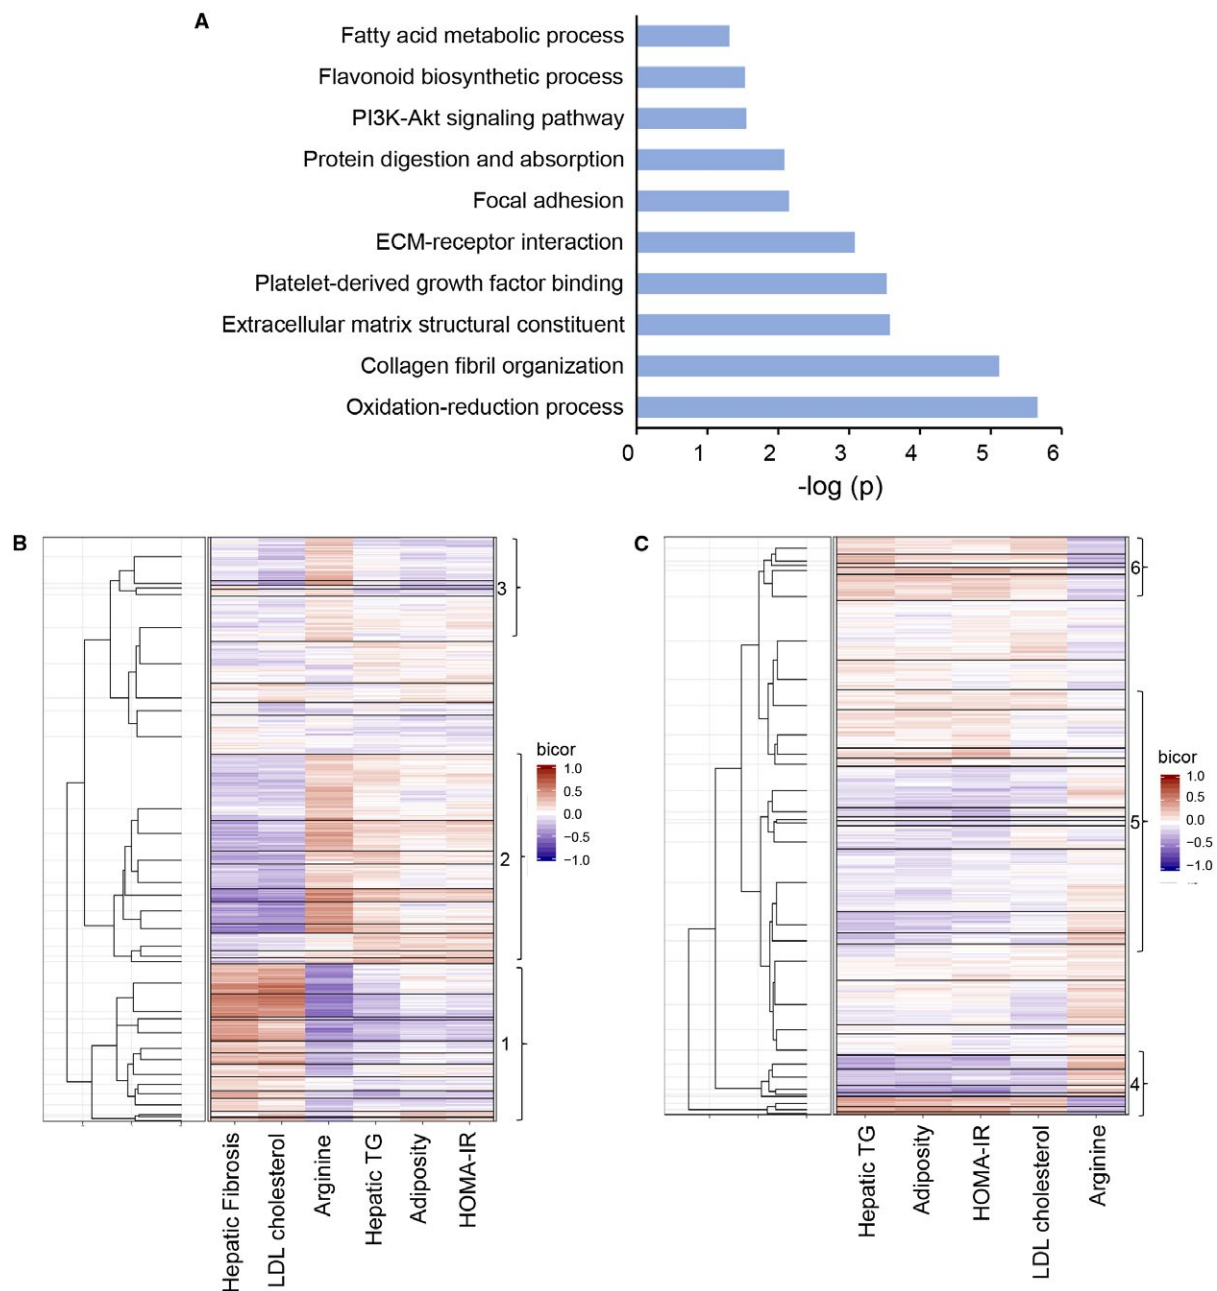 A
Fatty acid metabolic process
Flavonoid biosynthetic process
PI3K-Akt signaling pathway
Protein digestion and absorption
Focal adhesion
ECM-receptor interaction
Platelet-derived growth factor binding
Extracellular matrix structural constituent
Collagen fibril organization
Oxidation-reduction process
0 1 2 3 4 5 6
-log (p)
B
3
2
1
bicor
1.0
0.5
0.0
−0.5
−1.0
Hepatic Fibrosis
LDL cholesterol
Arginine
Hepatic TG
Adiposity
HOMA-IR
C
6
5
4
bicor
1.0
0.5
0.0
−0.5
−1.0
Hepatic TG
Adiposity
HOMA-IR
LDL cholesterol
Arginine